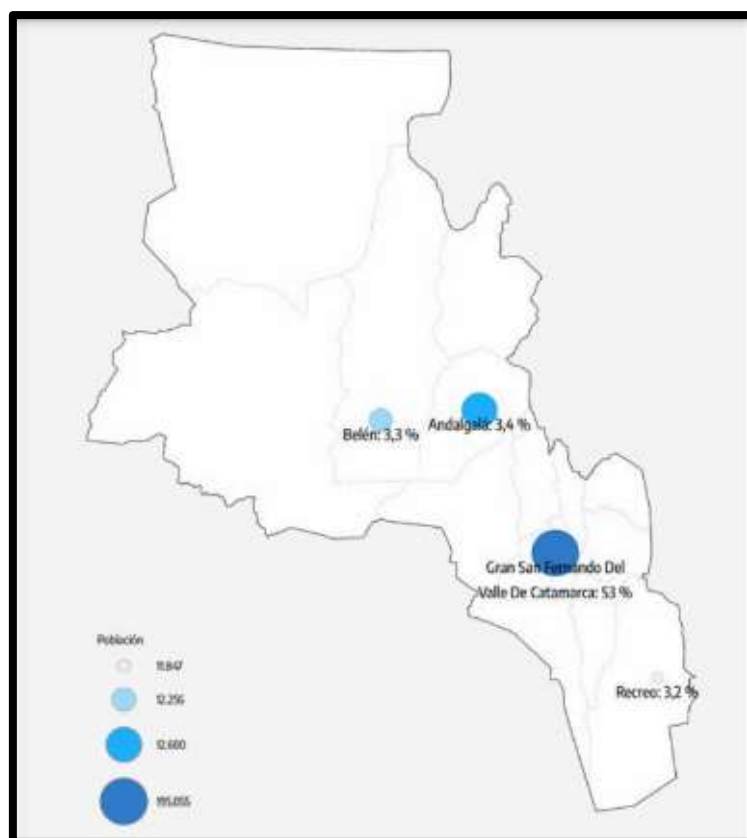 Belén: 3,3 %
Andalgalá: 3,4 %
Gran San Fernando Del
Valle De Catamarca: 53 %
Recreo: 3,2 %
Población
11.847
12.256
12.600
195.055